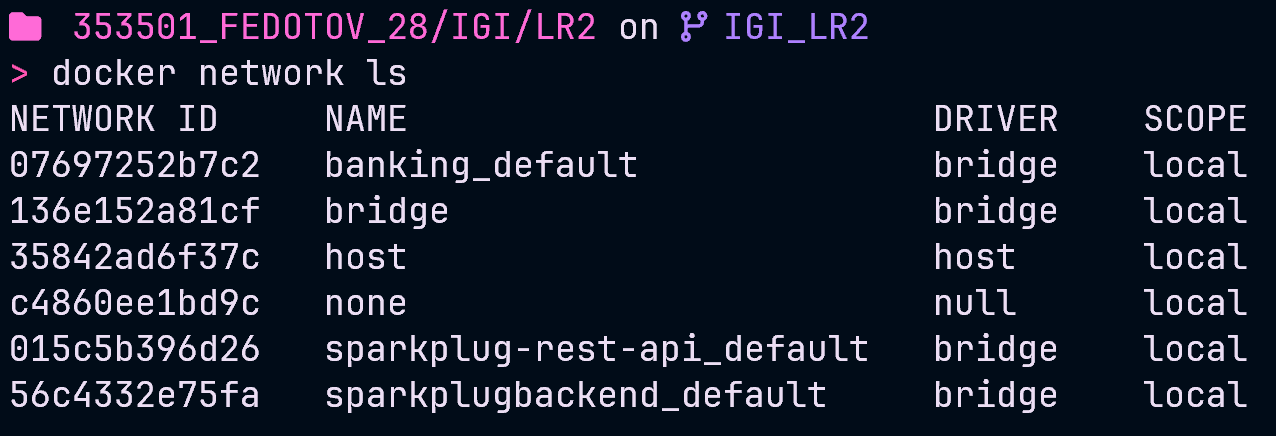 353501_FEDOTOV_28/IGI/LR2 on IGI_LR2
> docker network ls
NETWORK ID NAME DRIVER SCOPE
07697252b7c2 banking_default bridge local
136e152a81cf bridge bridge local
35842ad6f37c host host local
c4860ee1bd9c none null local
015c5b396d26 sparkplug-rest-api_default bridge local
56c4332e75fa sparkplugbackend_default bridge local